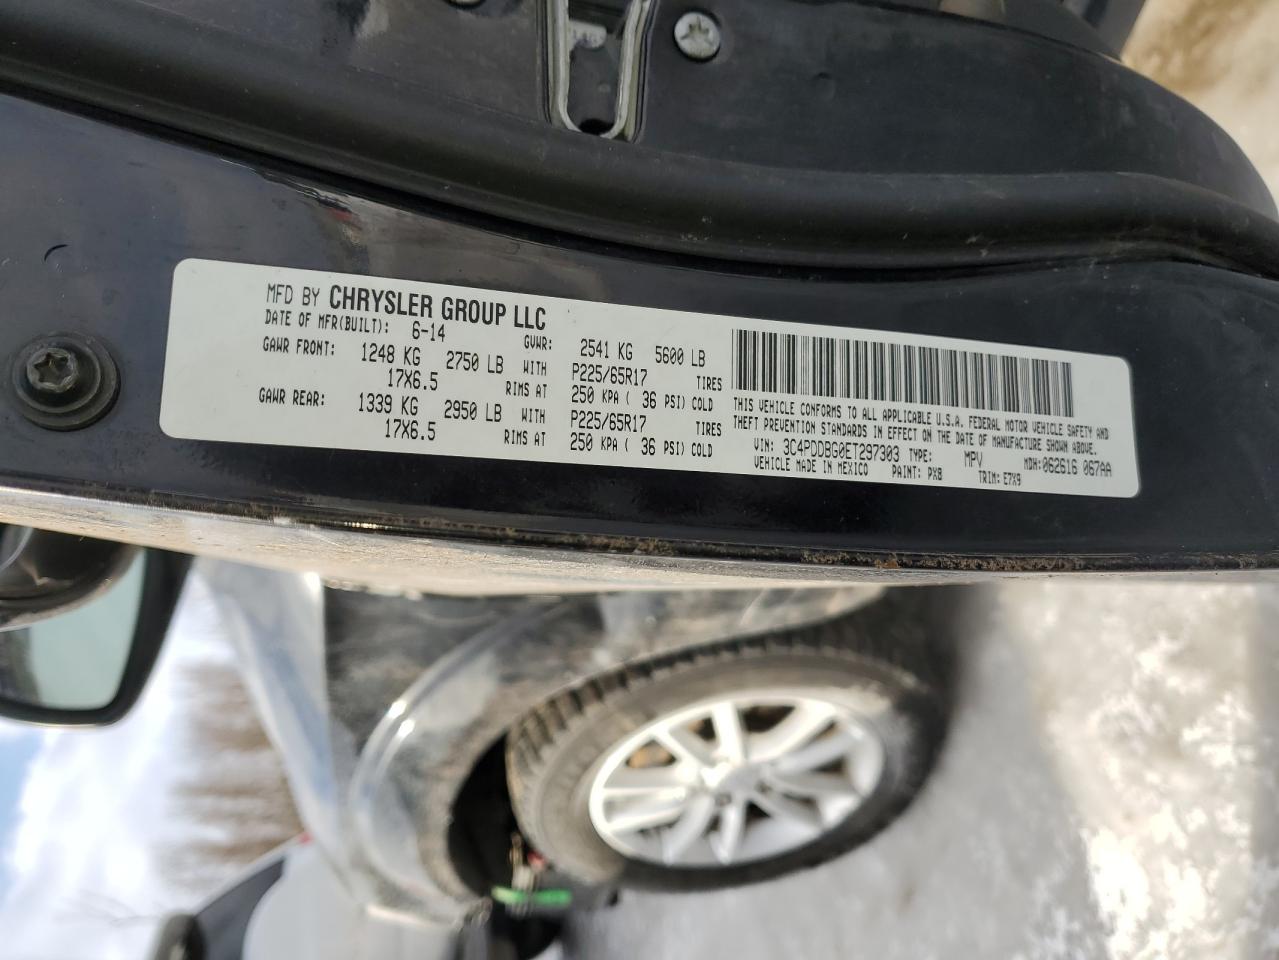 MFD BY CHRYSLER GROUP LLC
DATE OF MFR(BUILT): 6-14 GVWR: 2541 KG 5600 LB
GAWR FRONT: 1248 KG 2750 LB WITH P225/65R17 TIRES
17X6.5 RIMS AT 250 KPA ( 36 PSI) COLD
GAWR REAR: 1339 KG 2950 LB WITH P225/65R17 TIRES
17X6.5 RIMS AT 250 KPA ( 36 PSI) COLD
THIS VEHICLE CONFORMS TO ALL APPLICABLE U.S.A. FEDERAL MOTOR VEHICLE SAFETY AND
THEFT PREVENTION STANDARDS IN EFFECT ON THE DATE OF MANUFACTURE SHOWN ABOVE.
VIN: 3C4PDDBG0ET297303 TYPE: MPV MDH: 062616 067AA
VEHICLE MADE IN MEXICO PAINT: PX8 TRIM: E7X9